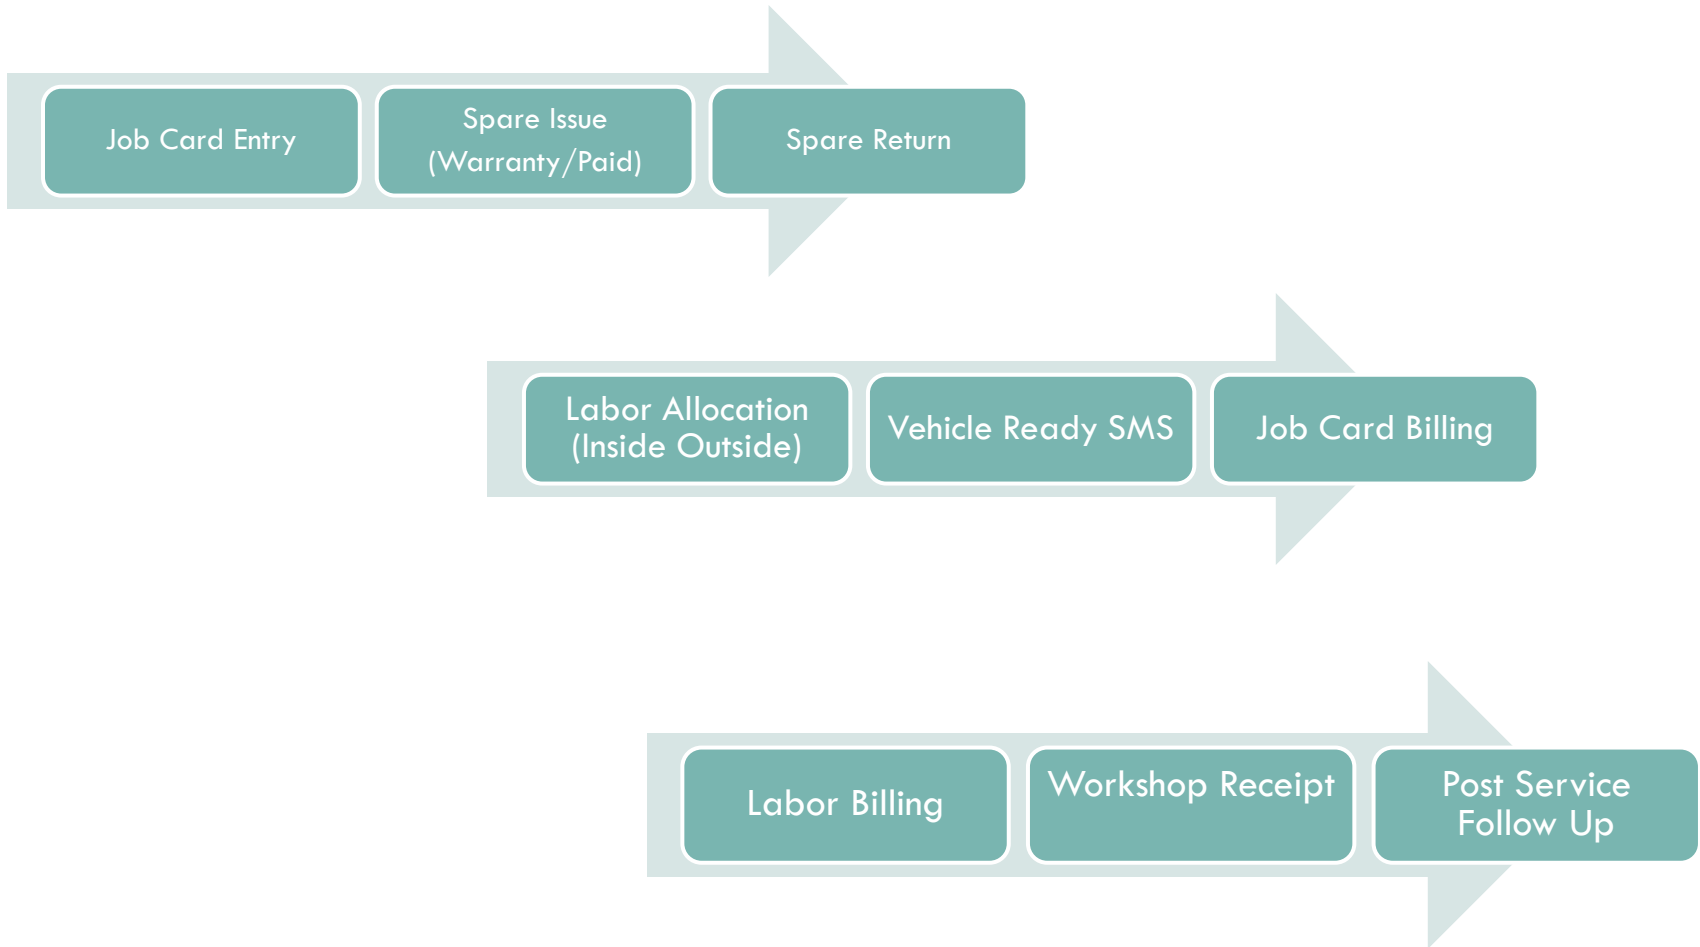 Job Card Entry
Spare Issue
(Warranty/Paid)
Spare Return
Labor Allocation
(Inside Outside)
Vehicle Ready SMS
Job Card Billing
Labor Billing
Workshop Receipt
Post Service
Follow Up